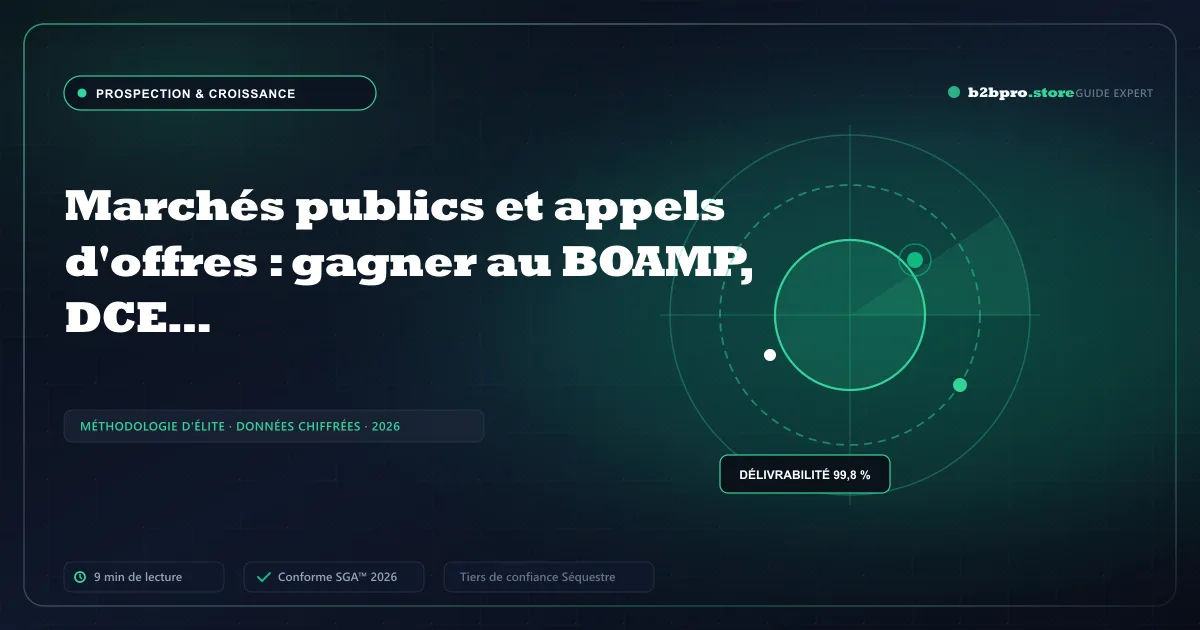 PROSPECTION & CROISSANCE
b2bpro.store GUIDE EXPERT
Marchés publics et appels
d'offres : gagner au BOAMP,
DCE...
MÉTHODOLOGIE D'ÉLITE · DONNÉES CHIFFRÉES · 2026
DÉLIVRABILITÉ 99,8 %
9 min de lecture
Conforme SGA™ 2026
Tiers de confiance Séquestre